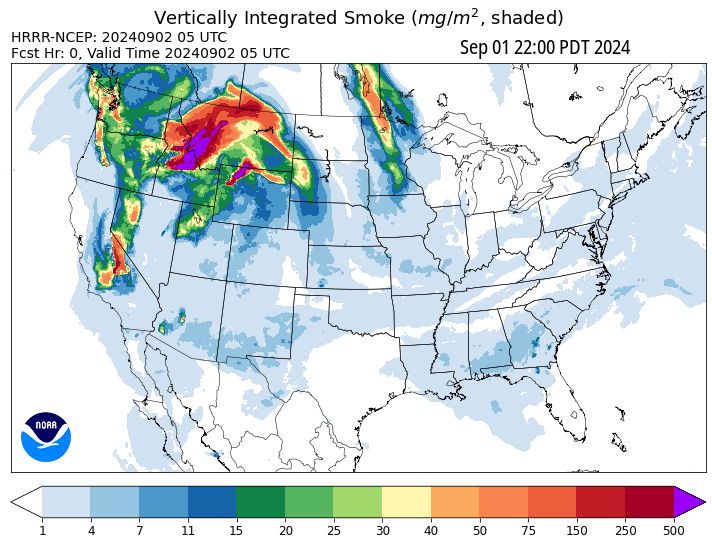 Vertically Integrated Smoke (mg/m², shaded)
HRRR-NCEP: 20240902 05 UTC
Fcst Hr: 0, Valid Time 20240902 05 UTC
Sep 01 22:00 PDT 2024
NOAA
1 4 7 11 15 20 25 30 40 50 75 150 250 500